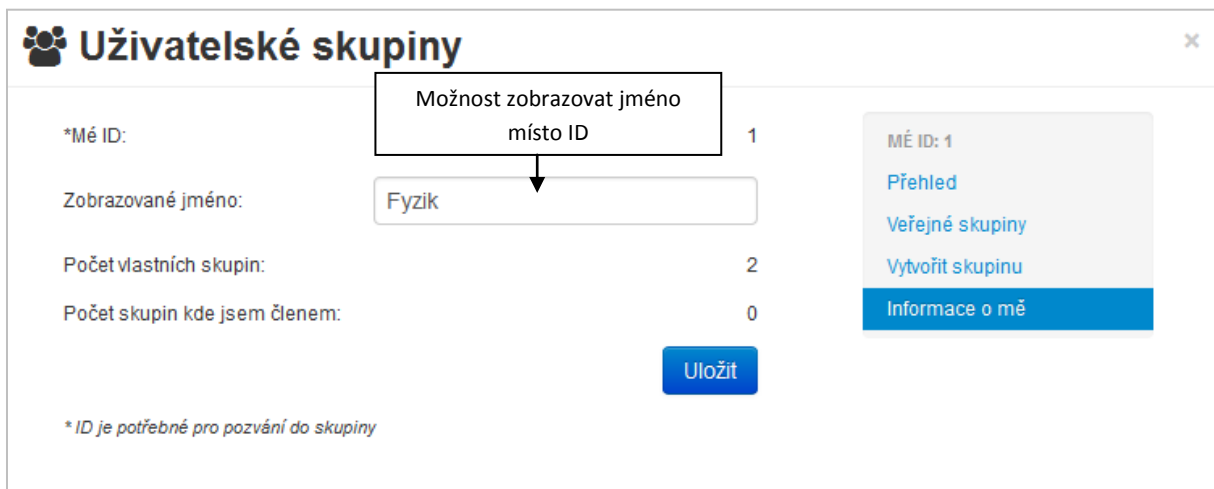 Uživatelské skupiny
×
Možnost zobrazovat jméno
místo ID
*Mé ID:
1
Zobrazované jméno:
Fyzik
Počet vlastních skupin:
2
Počet skupin kde jsem členem:
0
Uložit
* ID je potřebné pro pozvání do skupiny
MÉ ID: 1
Přehled
Veřejné skupiny
Vytvořit skupinu
Informace o mě